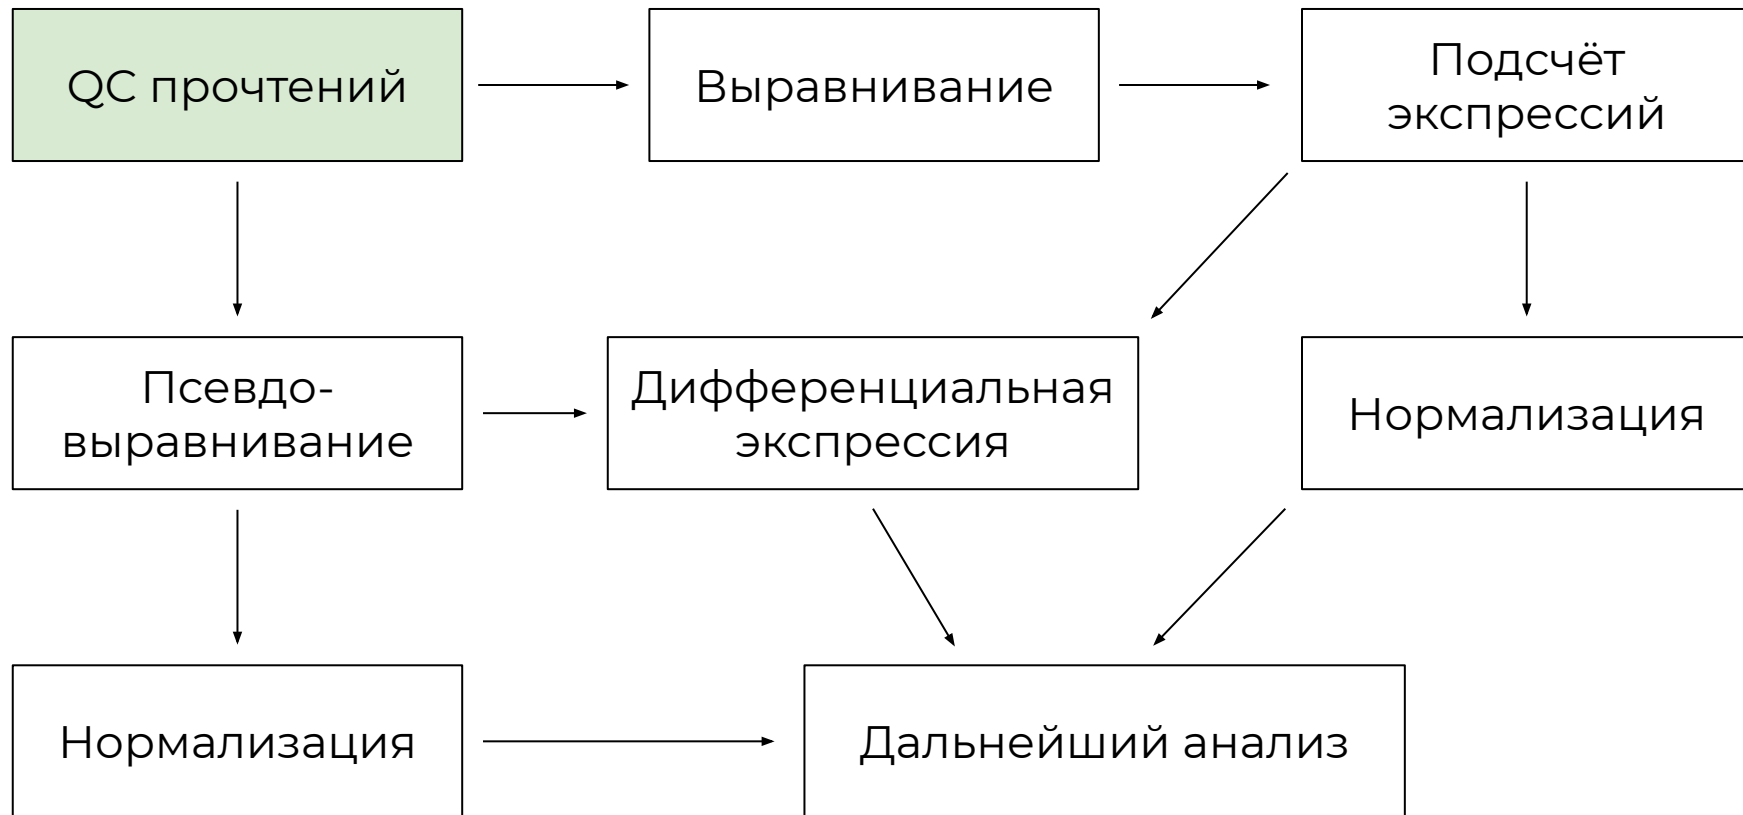 QC прочтений
Выравнивание
Подсчёт
экспрессий
Псевдо-
выравнивание
Дифференциальная
экспрессия
Нормализация
Нормализация
Дальнейший анализ